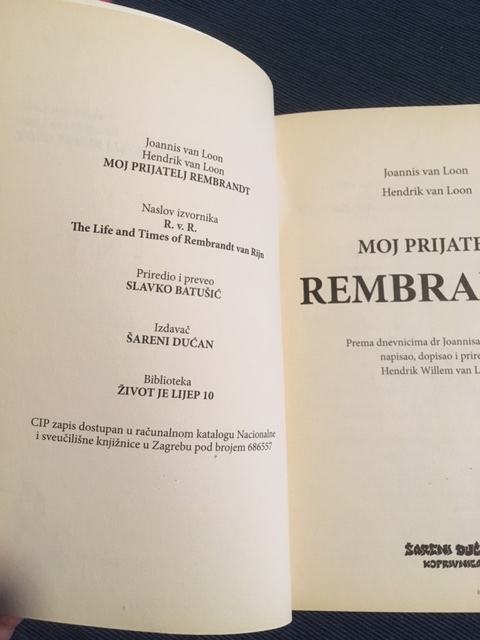 Joannis van Loon
Hendrik van Loon
MOJ PRIJATELJ REMBRANDT
Naslov izvornika
R. v. R.
The Life and Times of Rembrandt van Rijn
Priredio i preveo
SLAVKO BATUŠIĆ
Izdavač
ŠARENI DUĆAN
Biblioteka
ŽIVOT JE LIJEP 10
CIP zapis dostupan u računalnom katalogu Nacionalne
i sveučilišne knjižnice u Zagrebu pod brojem 686557
Joannis van Loon
Hendrik van Loon
MOJ PRIJATE
REMBRA
Prema dnevnicima dr Joannisa
napisao, dopisao i prire
Hendrik Willem van L
ŠARENI DUĆ
KOPRIVNICA